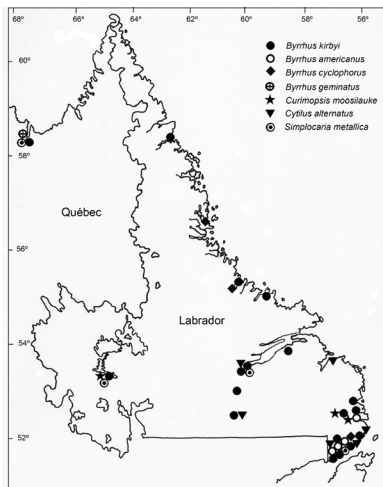 68° 66° 64° 62° 60° 58° 56°
60°
Byrrhus kirbyi
Byrrhus americanus
Byrrhus cyclophorus
Byrrhus geminatus
Curimopsis moosilauke
Cytilus alternatus
Simplocaria metallica
58°
Québec
56°
Labrador
54°
52°